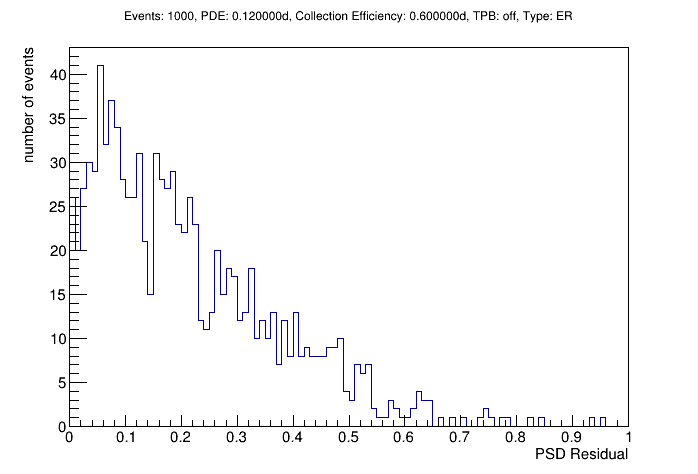 Events: 1000, PDE: 0.120000d, Collection Efficiency: 0.600000d, TPB: off, Type: ER
number of events
40
35
30
25
20
15
10
5
0
0 0.1 0.2 0.3 0.4 0.5 0.6 0.7 0.8 0.9 1
PSD Residual